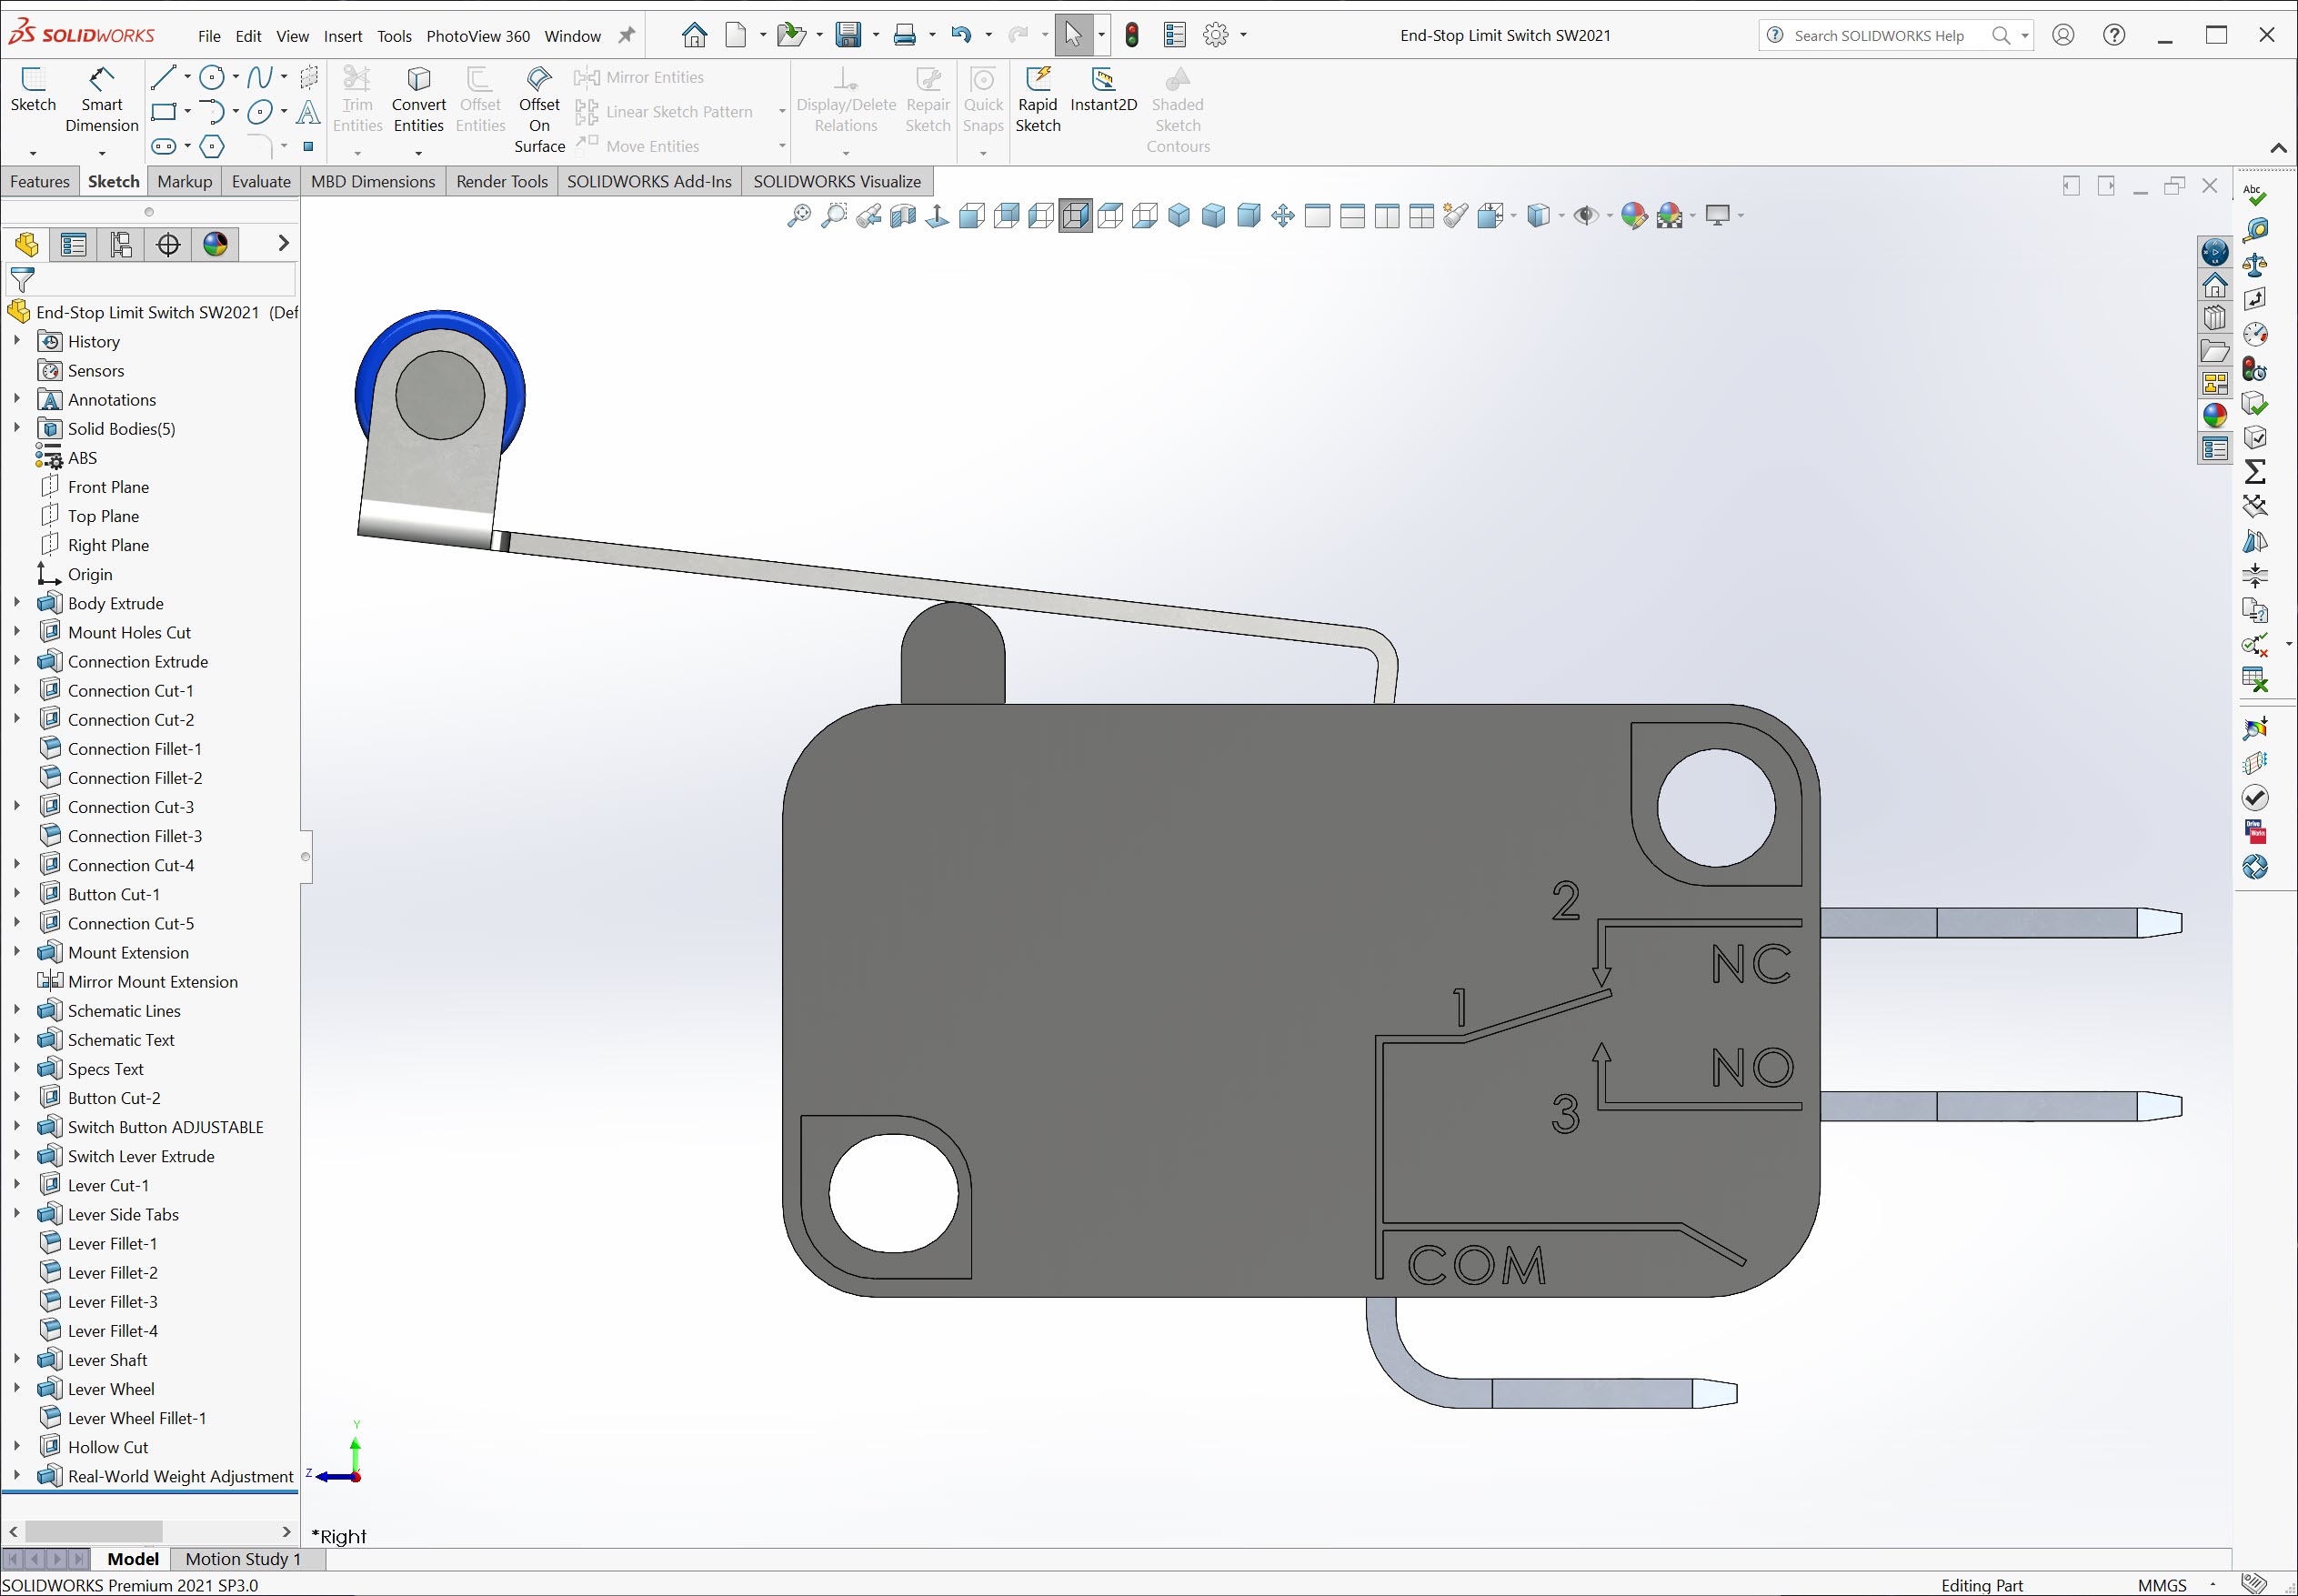 SOLIDWORKS File Edit View Insert Tools PhotoView 360 Window End-Stop Limit Switch SW2021 Search SOLIDWORKS Help
Sketch
Smart Dimension
Trim Entities
Convert Entities
Offset Entities
Offset On Surface
Mirror Entities
Linear Sketch Pattern
Move Entities
Display/Delete Relations
Repair Sketch
Quick Snaps
Rapid Sketch
Instant2D
Shaded Sketch Contours
Features Sketch Markup Evaluate MBD Dimensions Render Tools SOLIDWORKS Add-Ins SOLIDWORKS Visualize
End-Stop Limit Switch SW2021 (Def
History
Sensors
Annotations
Solid Bodies(5)
ABS
Front Plane
Top Plane
Right Plane
Origin
Body Extrude
Mount Holes Cut
Connection Extrude
Connection Cut-1
Connection Cut-2
Connection Fillet-1
Connection Fillet-2
Connection Cut-3
Connection Fillet-3
Connection Cut-4
Button Cut-1
Connection Cut-5
Mount Extension
Mirror Mount Extension
Schematic Lines
Schematic Text
Specs Text
Button Cut-2
Switch Button ADJUSTABLE
Switch Lever Extrude
Lever Cut-1
Lever Side Tabs
Lever Fillet-1
Lever Fillet-2
Lever Fillet-3
Lever Fillet-4
Lever Shaft
Lever Wheel
Lever Wheel Fillet-1
Hollow Cut
Real-World Weight Adjustment
2
NC
1
NO
3
COM
Y
Z
*Right
Abc
Drive
Works
Model Motion Study 1
SOLIDWORKS Premium 2021 SP3.0 Editing Part MMGS